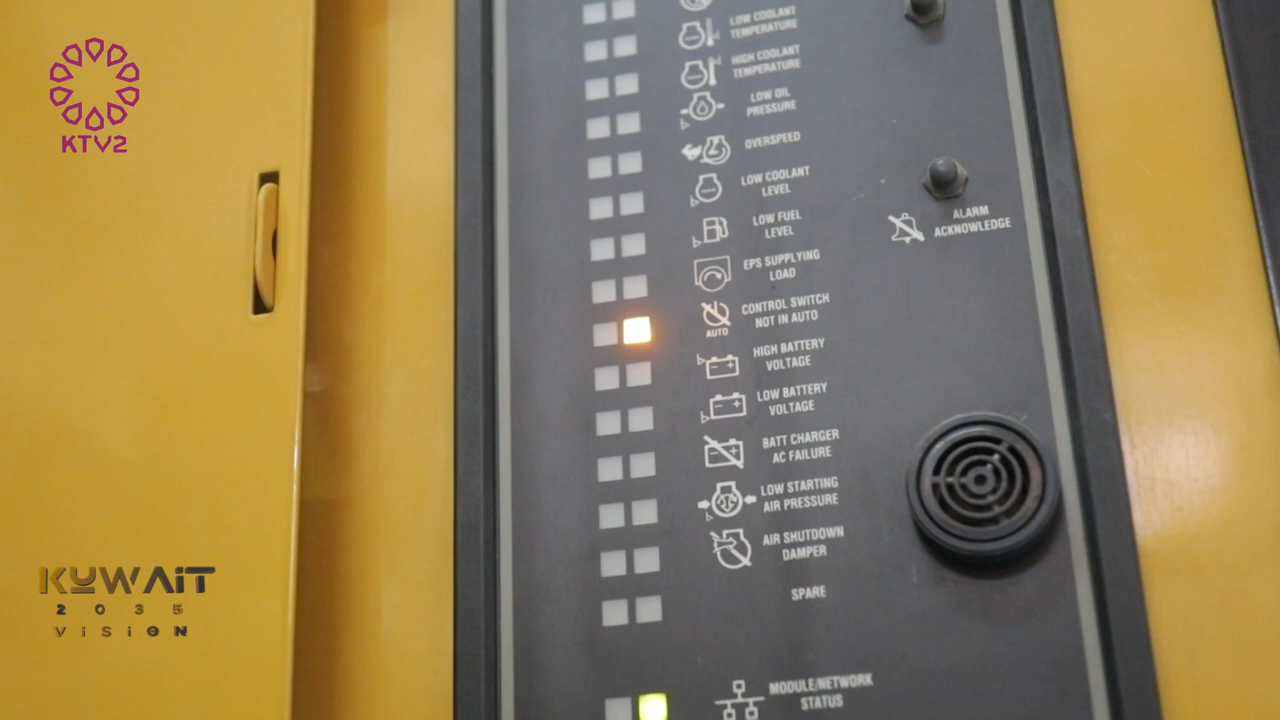 KTV2
LOW COOLANT
TEMPERATURE
HIGH COOLANT
TEMPERATURE
LOW OIL
PRESSURE
OVERSPEED
LOW COOLANT
LEVEL
LOW FUEL
LEVEL
ALARM
ACKNOWLEDGE
EPS SUPPLYING
LOAD
AUTO
CONTROL SWITCH
NOT IN AUTO
HIGH BATTERY
VOLTAGE
LOW BATTERY
VOLTAGE
BATT CHARGER
AC FAILURE
LOW STARTING
AIR PRESSURE
AIR SHUTDOWN
DAMPER
SPARE
MODULE/NETWORK
STATUS
KUWAiT
2035
ViSiON